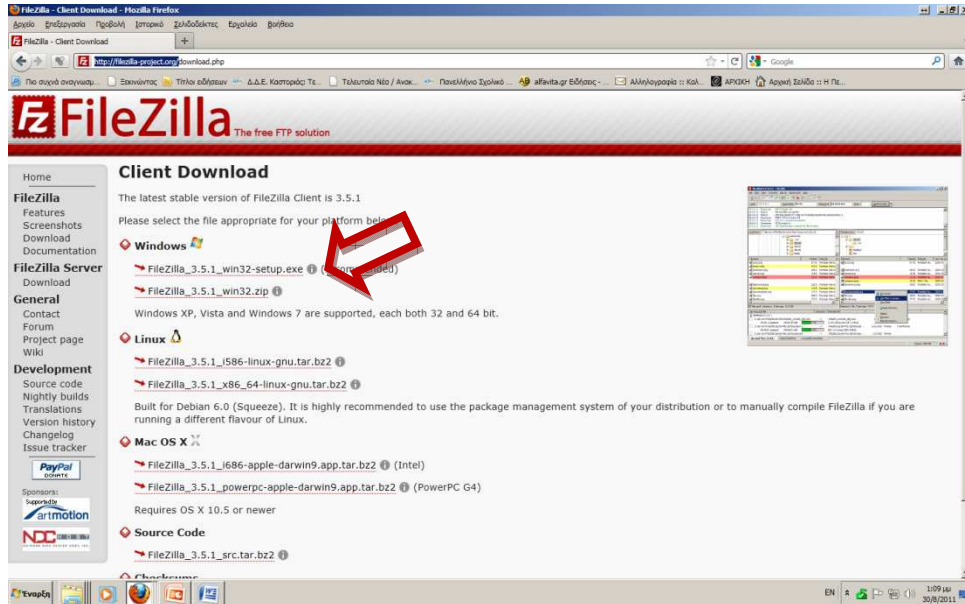 FileZilla - Client Download - Mozilla Firefox
Αρχείο Επεξεργασία Προβολή Ιστορικό Σελιδοδείκτες Εργαλεία Βοήθεια
FileZilla - Client Download
http://filezilla-project.org/download.php
Google
Πιο συχνά αναγνωσμ... Ξεκινώντας Τίτλοι ειδήσεων Δ.Δ.Ε. Καστοριάς: Τε... Τελευταία Νέα / Ανακ... Πανελλήνιο Σχολικό ... alfavita.gr Ειδήσεις - ... Αλληλογραφία :: Καλ... ΑΡΧΙΚΗ Αρχική Σελίδα :: Η Πε...
FileZilla
The free FTP solution
Home
FileZilla
Features
Screenshots
Download
Documentation
FileZilla Server
Download
General
Contact
Forum
Project page
Wiki
Development
Source code
Nightly builds
Translations
Version history
Changelog
Issue tracker
PayPal
DONATE
Sponsors:
Supported by
artmotion
NDC
Client Download
The latest stable version of FileZilla Client is 3.5.1
Please select the file appropriate for your platform
Windows
FileZilla_3.5.1_win32-setup.exe
FileZilla_3.5.1_win32.zip
Windows XP, Vista and Windows 7 are supported, each both 32 and 64 bit.
Linux
FileZilla_3.5.1_i586-linux-gnu.tar.bz2
FileZilla_3.5.1_x86_64-linux-gnu.tar.bz2
Built for Debian 6.0 (Squeeze). It is highly recommended to use the package management system of your distribution or to manually compile FileZilla if you are
running a different flavour of Linux.
Mac OS X
FileZilla_3.5.1_i686-apple-darwin9.app.tar.bz2 (Intel)
FileZilla_3.5.1_powerpc-apple-darwin9.app.tar.bz2 (PowerPC G4)
Requires OS X 10.5 or newer
Source Code
FileZilla_3.5.1_src.tar.bz2
Checksums
Έναρξη
EN
1:09 μμ
30/8/2011